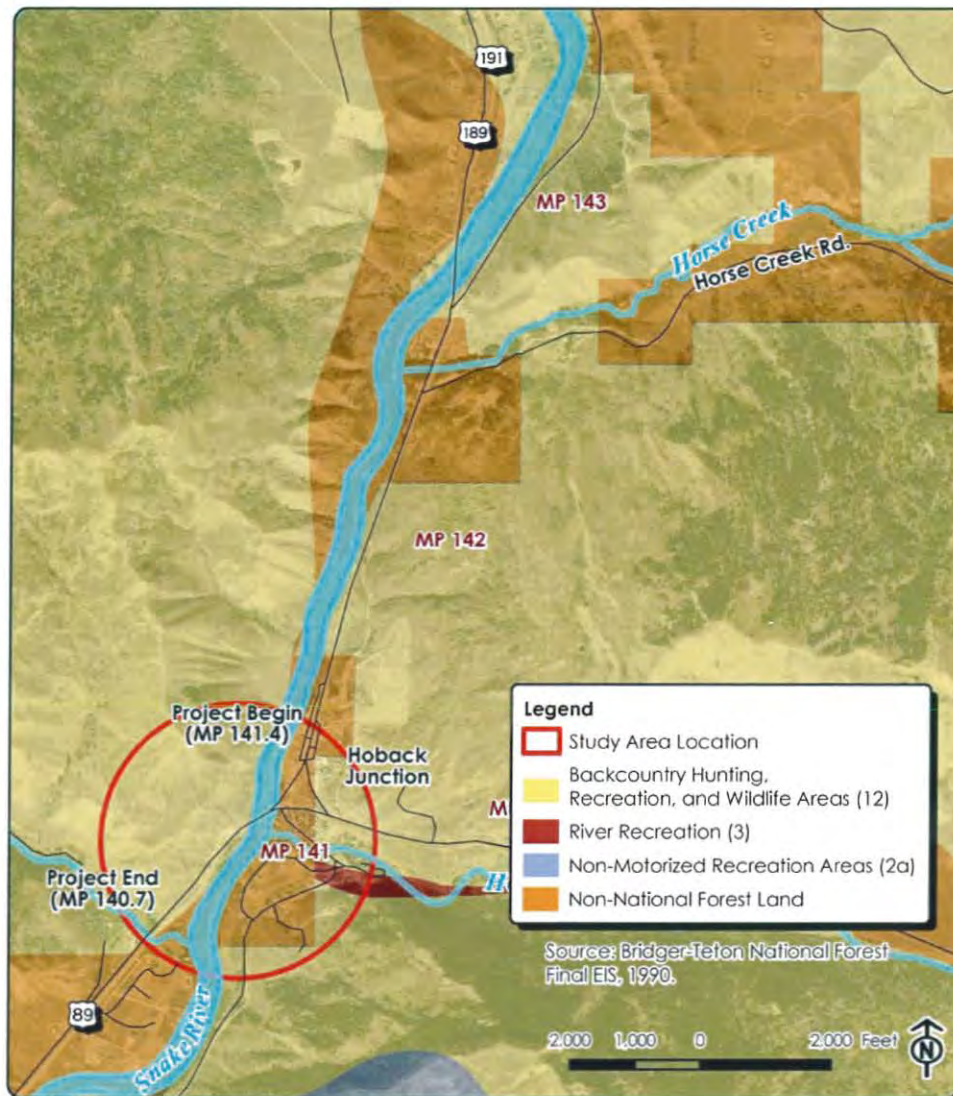 191
189
MP 143
Horse Creek
Horse Creek Rd.
MP 142
Project Begin
(MP 141.4)
Hoback
Junction
MP 141
Project End
(MP 140.7)
89
Snake River
Legend
Study Area Location
Backcountry Hunting,
Recreation, and Wildlife Areas (12)
River Recreation (3)
Non-Motorized Recreation Areas (2a)
Non-National Forest Land
Source: Bridger-Teton National Forest
Final EIS, 1990.
2,000 1,000 0 2,000 Feet
N